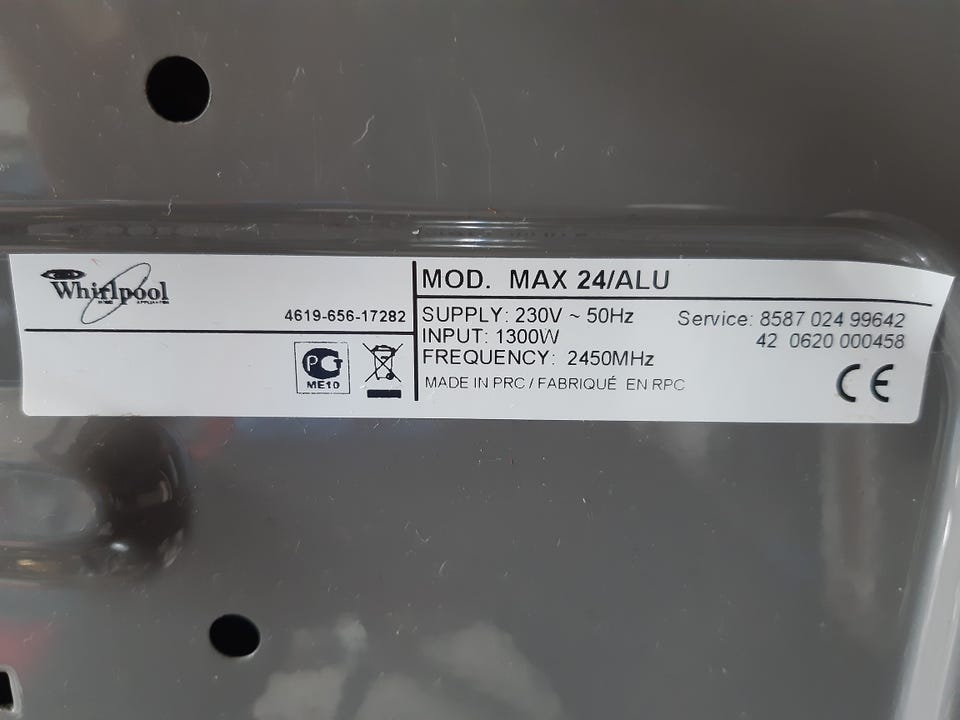 Whirlpool
4619-656-17282
PG
ME10
MOD. MAX 24/ALU
SUPPLY: 230V ~ 50Hz
INPUT: 1300W
FREQUENCY: 2450MHz
MADE IN PRC / FABRIQUÉ EN RPC
Service: 8587 024 99642
42 0620 000458
CE